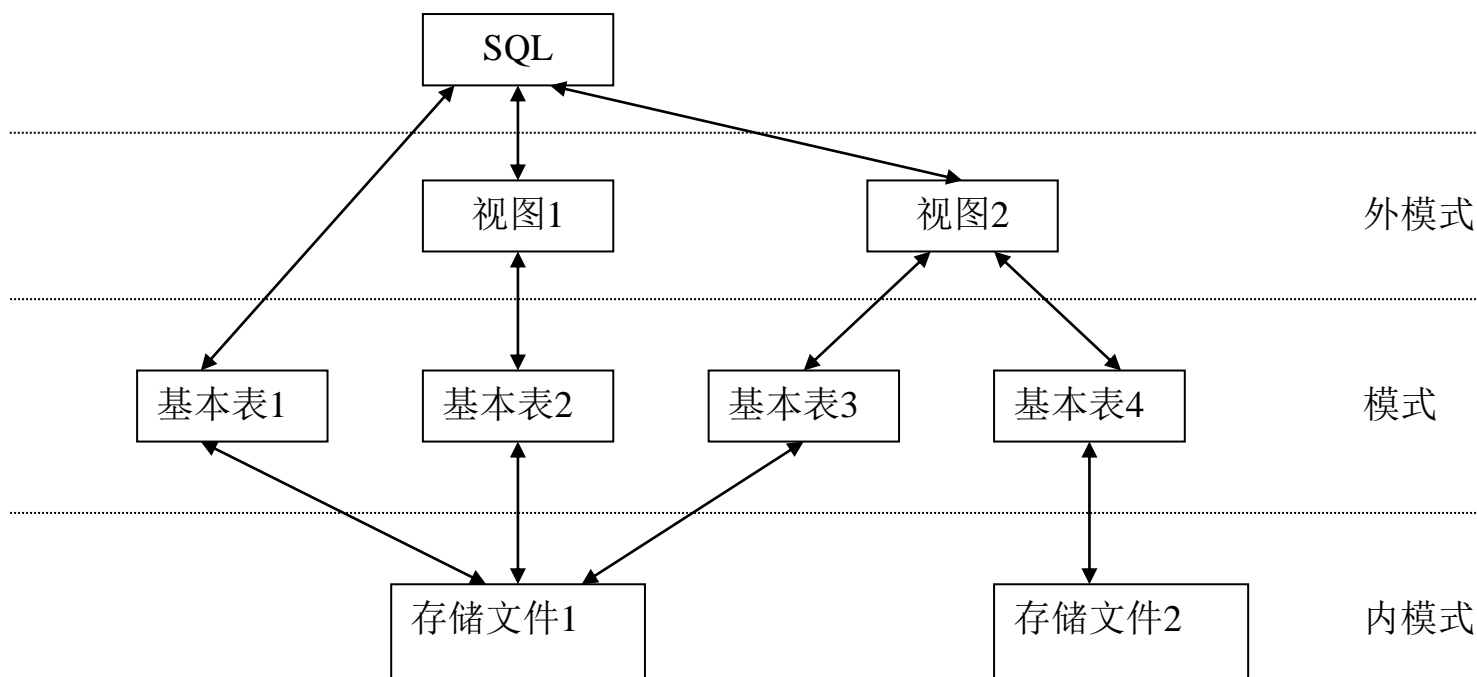 SQL
视图1
视图2
外模式
基本表1
基本表2
基本表3
基本表4
模式
存储文件1
存储文件2
内模式